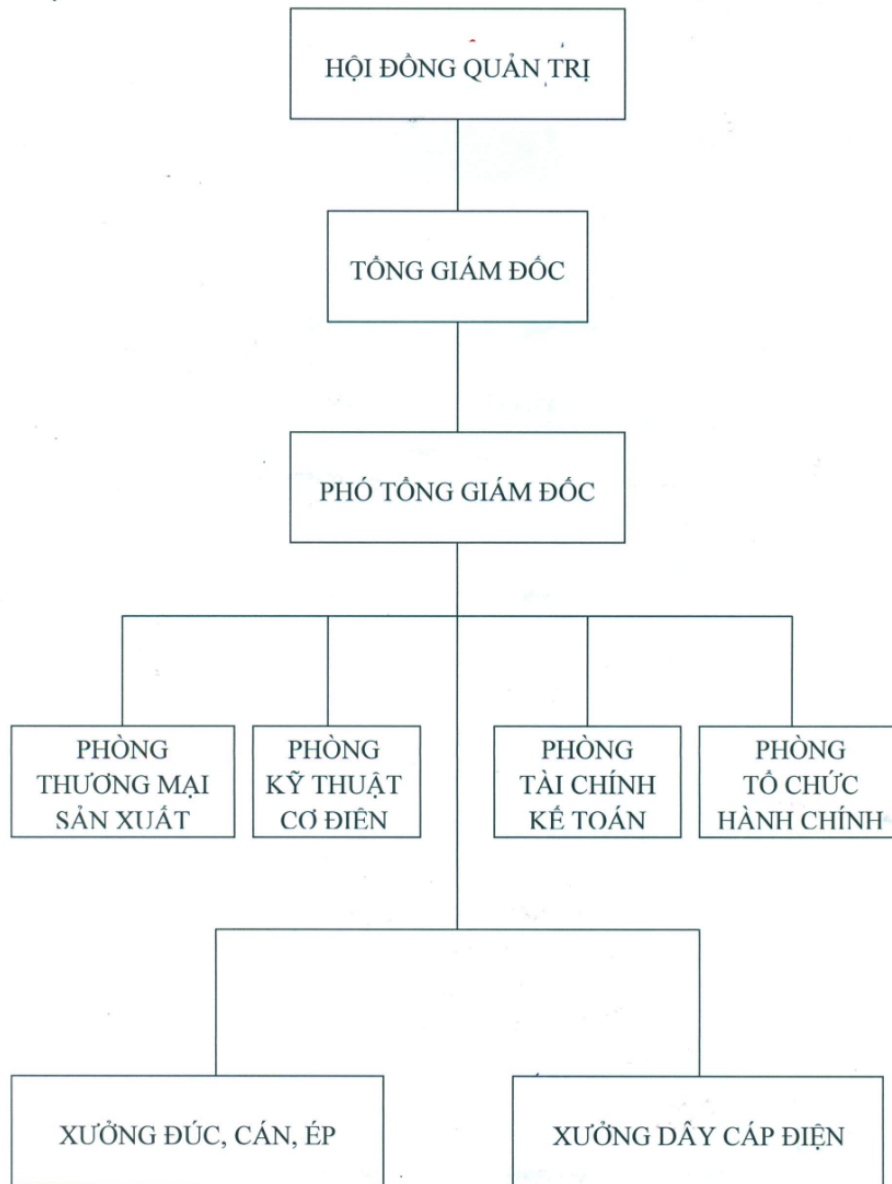 HỘI ĐỒNG QUẢN TRỊ
TỔNG GIÁM ĐỐC
PHÓ TỔNG GIÁM ĐỐC
PHÒNG
THƯƠNG MẠI
SẢN XUẤT
PHÒNG
KỸ THUẬT
CƠ ĐIỆN
PHÒNG
TÀI CHÍNH
KẾ TOÁN
PHÒNG
TỔ CHỨC
HÀNH CHÍNH
XƯỞNG ĐÚC, CÁN, ÉP
XƯỞNG DÂY CÁP ĐIỆN